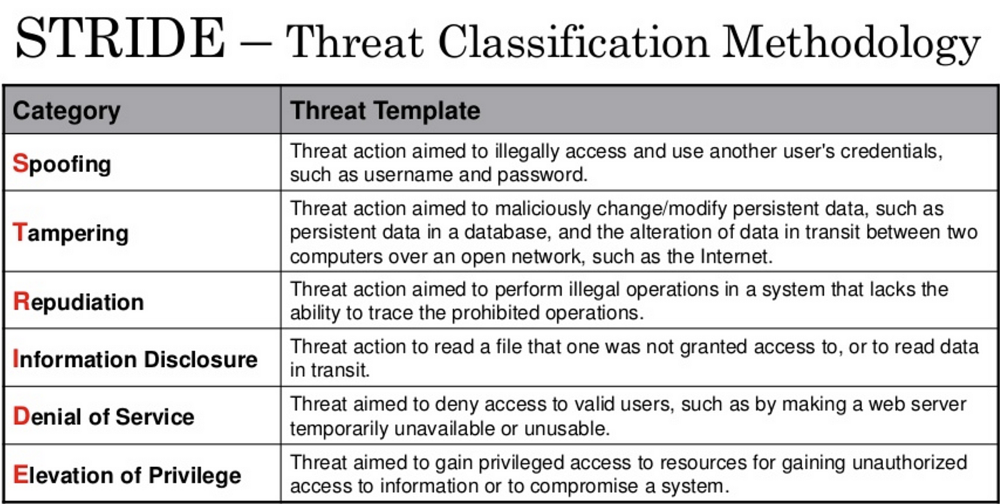 STRIDE – Threat Classification Methodology
Category
Threat Template
Spoofing
Threat action aimed to illegally access and use another user's credentials,
such as username and password.
Tampering
Threat action aimed to maliciously change/modify persistent data, such as
persistent data in a database, and the alteration of data in transit between two
computers over an open network, such as the Internet.
Repudiation
Threat action aimed to perform illegal operations in a system that lacks the
ability to trace the prohibited operations.
Information Disclosure
Threat action to read a file that one was not granted access to, or to read data
in transit.
Denial of Service
Threat aimed to deny access to valid users, such as by making a web server
temporarily unavailable or unusable.
Elevation of Privilege
Threat aimed to gain privileged access to resources for gaining unauthorized
access to information or to compromise a system.